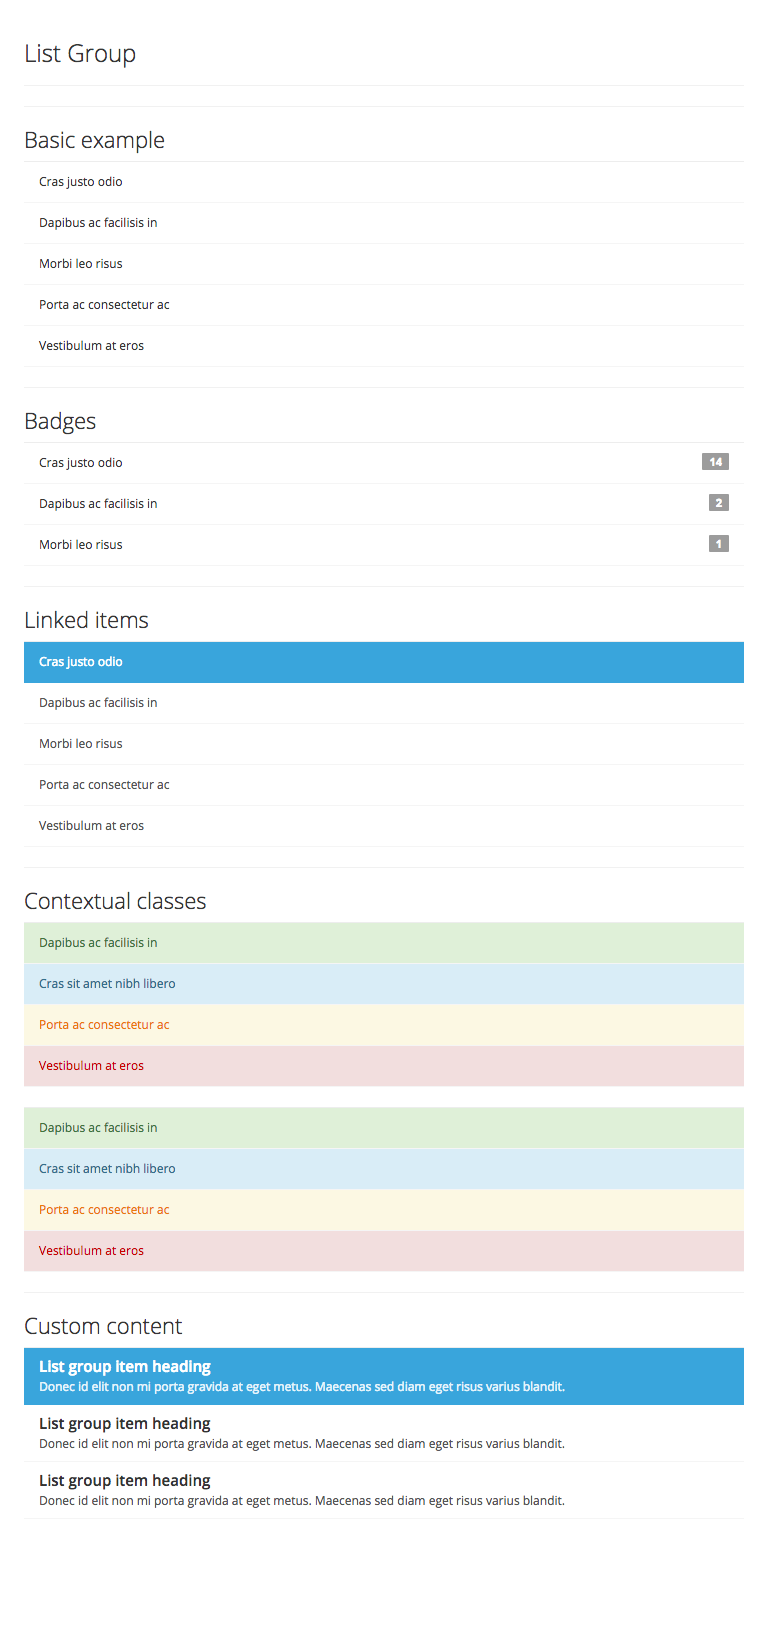 List Group
Basic example
Cras justo odio
Dapibus ac facilisis in
Morbi leo risus
Porta ac consectetur ac
Vestibulum at eros
Badges
Cras justo odio 14
Dapibus ac facilisis in 2
Morbi leo risus 1
Linked items
Cras justo odio
Dapibus ac facilisis in
Morbi leo risus
Porta ac consectetur ac
Vestibulum at eros
Contextual classes
Dapibus ac facilisis in
Cras sit amet nibh libero
Porta ac consectetur ac
Vestibulum at eros
Dapibus ac facilisis in
Cras sit amet nibh libero
Porta ac consectetur ac
Vestibulum at eros
Custom content
List group item heading
Donec id elit non mi porta gravida at eget metus. Maecenas sed diam eget risus varius blandit.
List group item heading
Donec id elit non mi porta gravida at eget metus. Maecenas sed diam eget risus varius blandit.
List group item heading
Donec id elit non mi porta gravida at eget metus. Maecenas sed diam eget risus varius blandit.